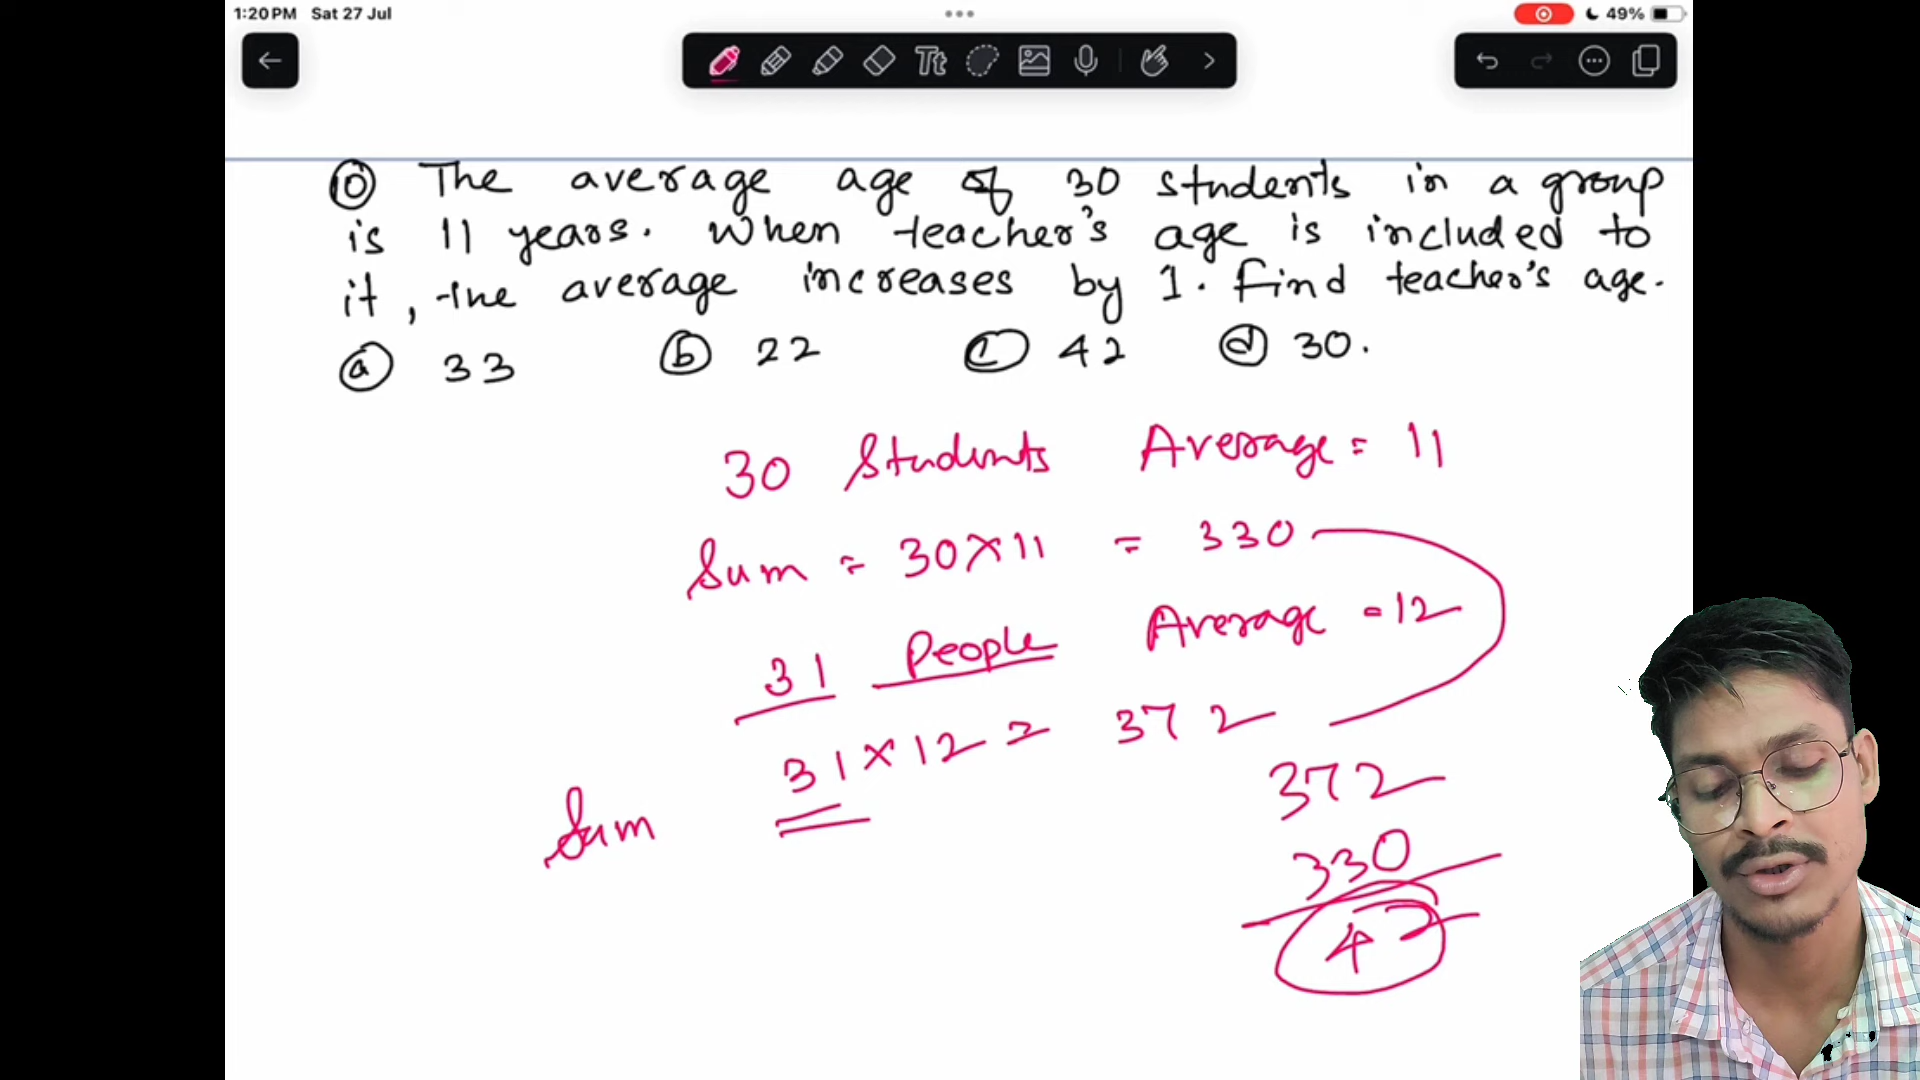 1:20 PM Sat 27 Jul
49%
Tt
10 The average age of 30 students in a group
is 11 years. When teacher's age is included to
it, the average increases by 1. Find teacher's age.
a 33 b 22 c 42 d 30.
30 Students Average = 11
Sum = 30×11 = 330
31 People Average = 12
31×12 = 372
Sum
372
330
42